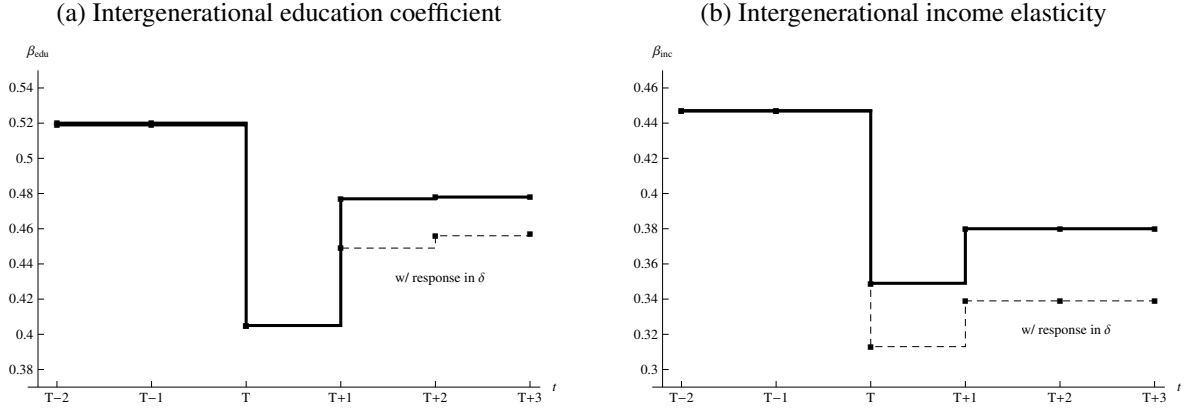 (a) Intergenerational education coefficient
β_edu
0.54
0.52
0.5
0.48
0.46
0.44
0.42
0.4
0.38
w/ response in δ
T−2 T−1 T T+1 T+2 T+3 t
(b) Intergenerational income elasticity
β_inc
0.46
0.44
0.42
0.4
0.38
0.36
0.34
0.32
0.3
w/ response in δ
T−2 T−1 T T+1 T+2 T+3 t